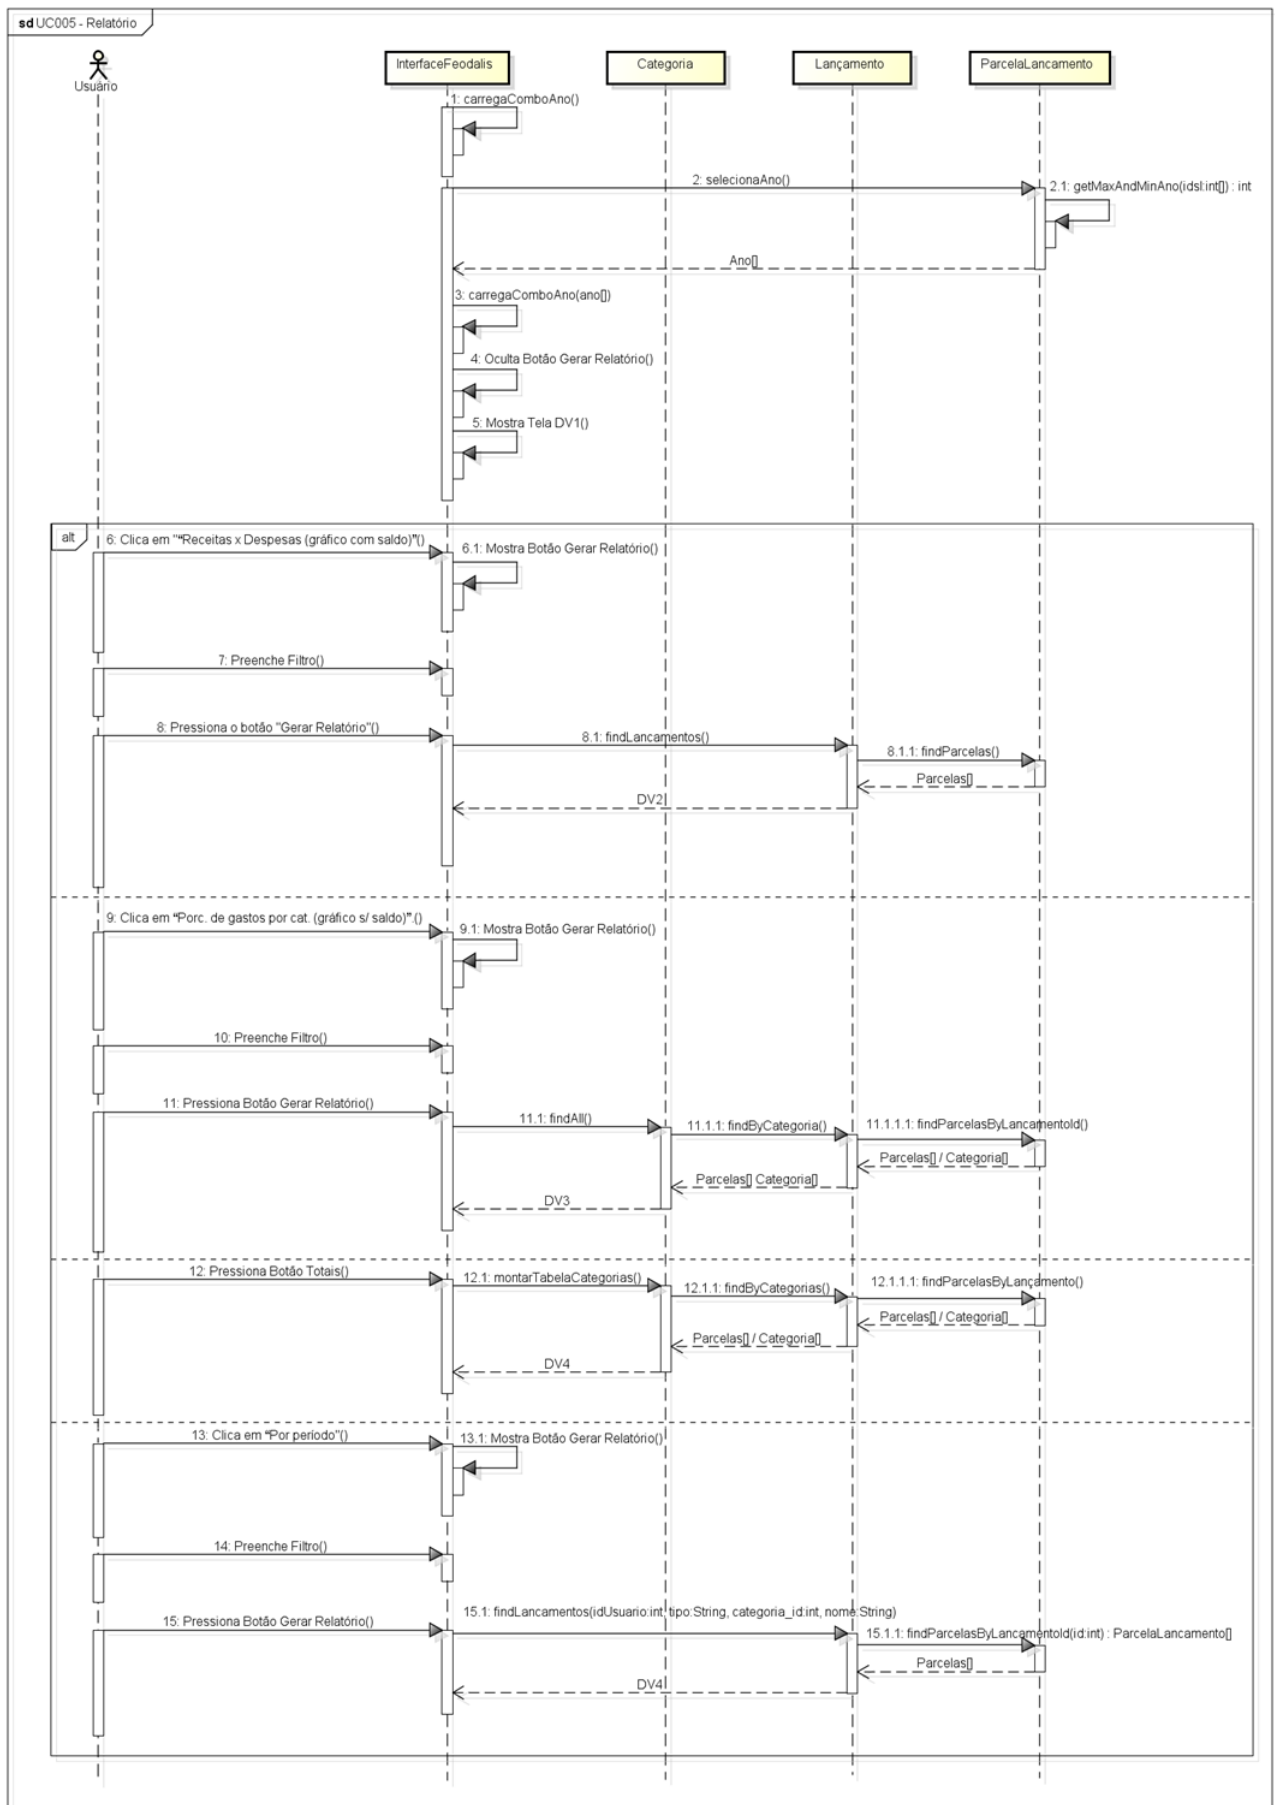 sd UC005 - Relatório
Usuário
InterfaceFeodalis
Categoria
Lançamento
ParcelaLancamento
1: carregaComboAno()
2: selecionaAno()
2.1: getMaxAndMinAno(idsl:int[]) : int
Ano[]
3: carregaComboAno(ano[])
4: Oculta Botão Gerar Relatório()
5: Mostra Tela DV1()
alt
6: Clica em "“Receitas x Despesas (gráfico com saldo)”()
6.1: Mostra Botão Gerar Relatório()
7: Preenche Filtro()
8: Pressiona o botão "Gerar Relatório"()
8.1: findLancamentos()
8.1.1: findParcelas()
Parcelas[]
DV2
9: Clica em “Porc. de gastos por cat. (gráfico s/ saldo)”.()
9.1: Mostra Botão Gerar Relatório()
10: Preenche Filtro()
11: Pressiona Botão Gerar Relatório()
11.1: findAll()
11.1.1: findByCategoria()
11.1.1.1: findParcelasByLancamentoId()
Parcelas[] / Categoria[]
Parcelas[] Categoria[]
DV3
12: Pressiona Botão Totais()
12.1: montarTabelaCategorias()
12.1.1: findByCategorias()
12.1.1.1: findParcelasByLançamento()
Parcelas[] / Categoria[]
Parcelas[] / Categoria[]
DV4
13: Clica em “Por período”()
13.1: Mostra Botão Gerar Relatório()
14: Preenche Filtro()
15: Pressiona Botão Gerar Relatório()
15.1: findLancamentos(idUsuario:int, tipo:String, categoria_id:int, nome:String)
15.1.1: findParcelasByLancamentoId(id:int) : ParcelaLancamento[]
Parcelas[]
DV4